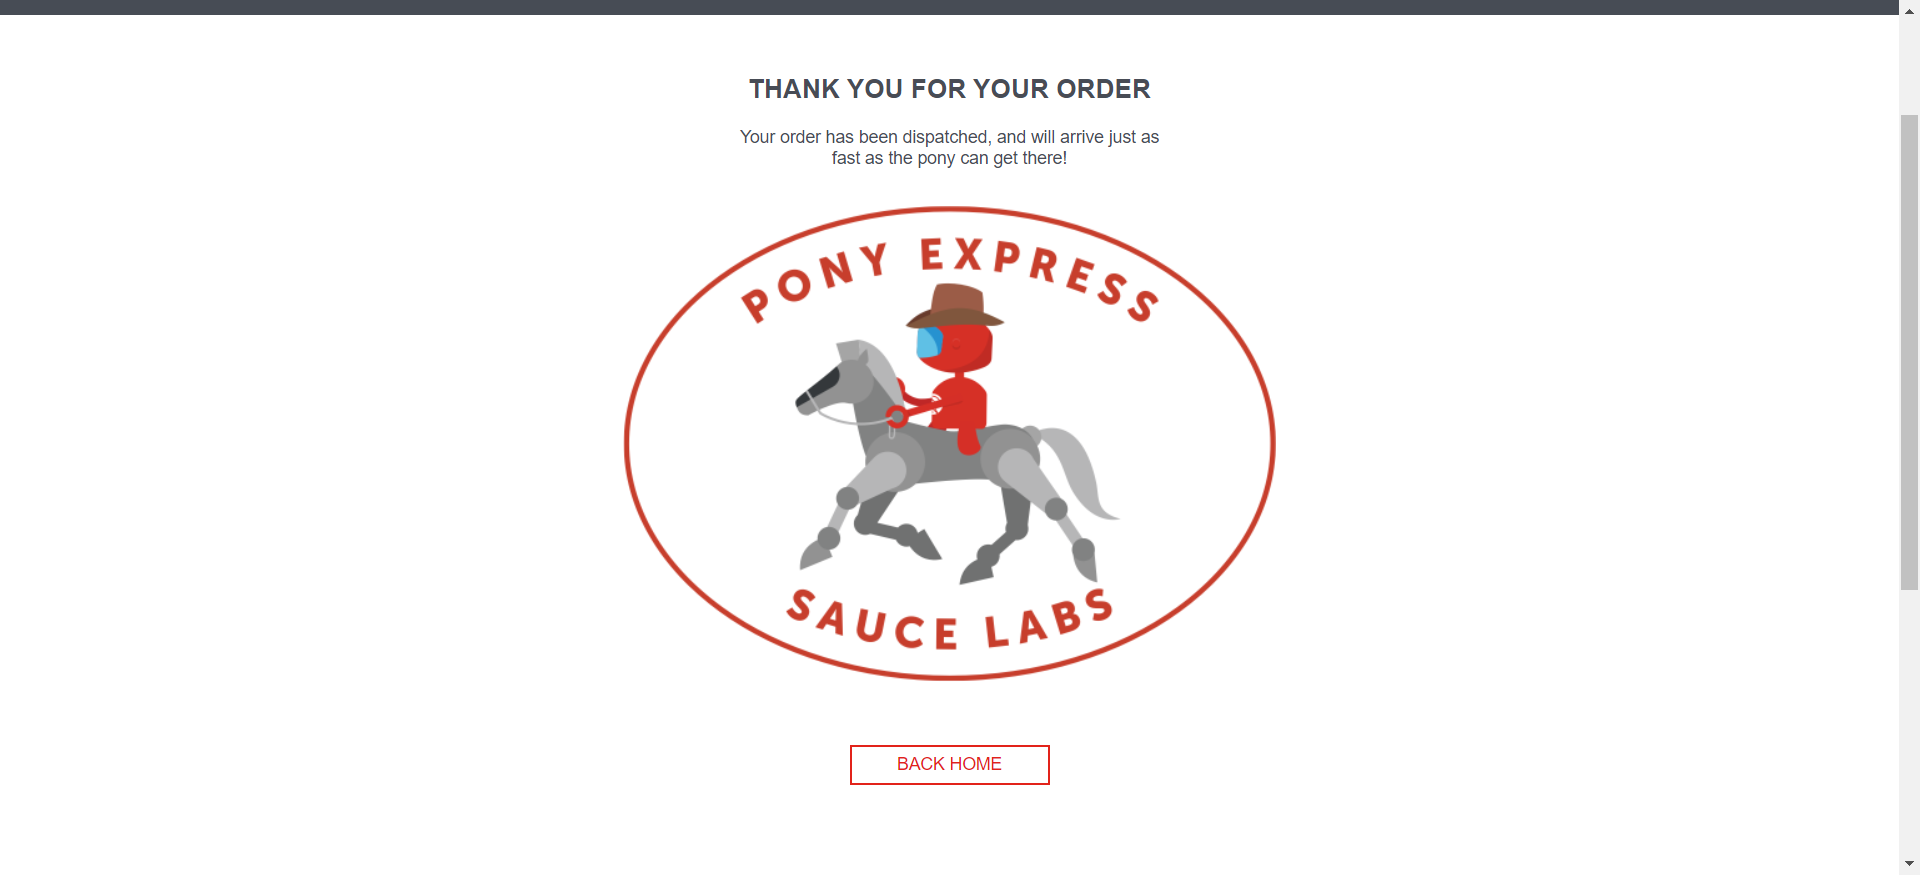 THANK YOU FOR YOUR ORDER
Your order has been dispatched, and will arrive just as
fast as the pony can get there!
PONY EXPRESS
SAUCE LABS
BACK HOME